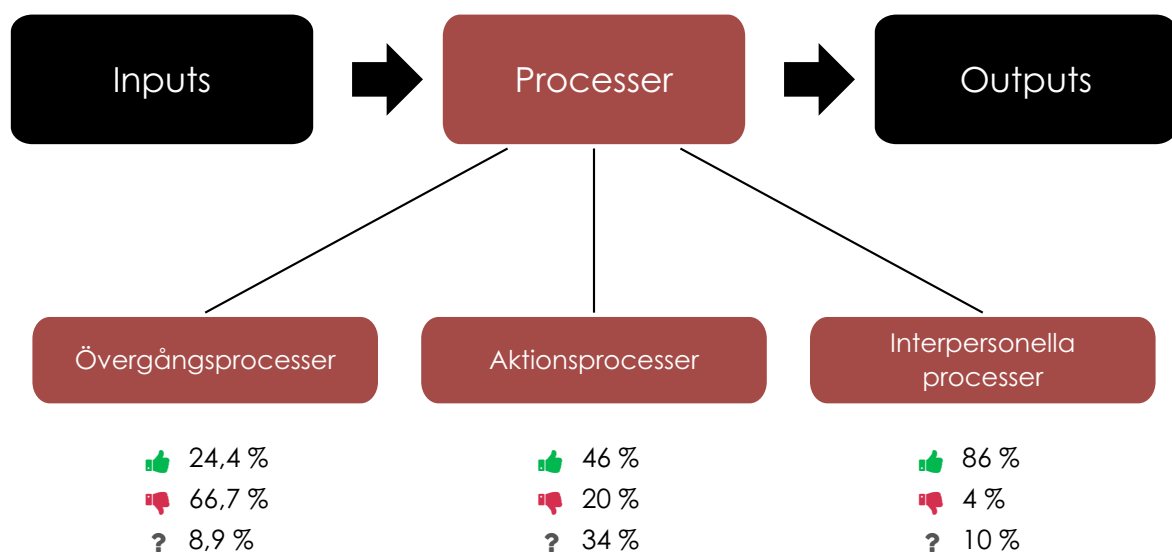 Inputs
Processer
Outputs
Övergångsprocesser
Aktionsprocesser
Interpersonella
processer
24,4 %
66,7 %
? 8,9 %
46 %
20 %
? 34 %
86 %
4 %
? 10 %